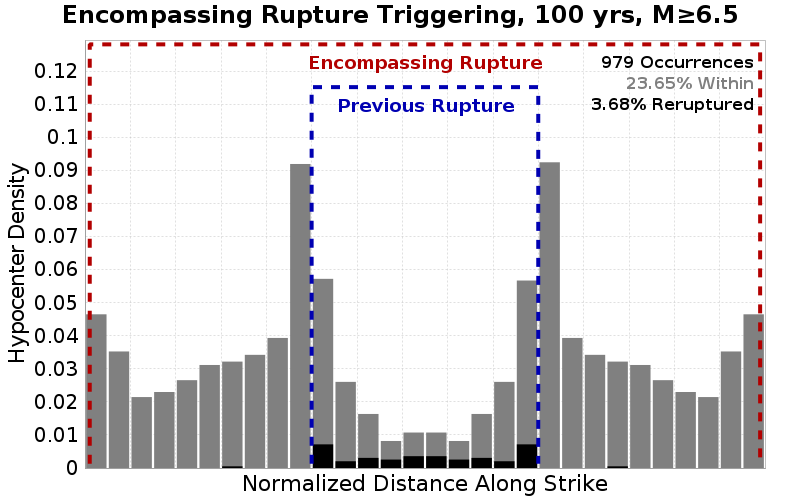 Encompassing Rupture Triggering, 100 yrs, M≥6.5
Encompassing Rupture
979 Occurrences
23.65% Within
Previous Rupture
3.68% Reruptured
Hypocenter Density
0.12
0.11
0.1
0.09
0.08
0.07
0.06
0.05
0.04
0.03
0.02
0.01
0
Normalized Distance Along Strike